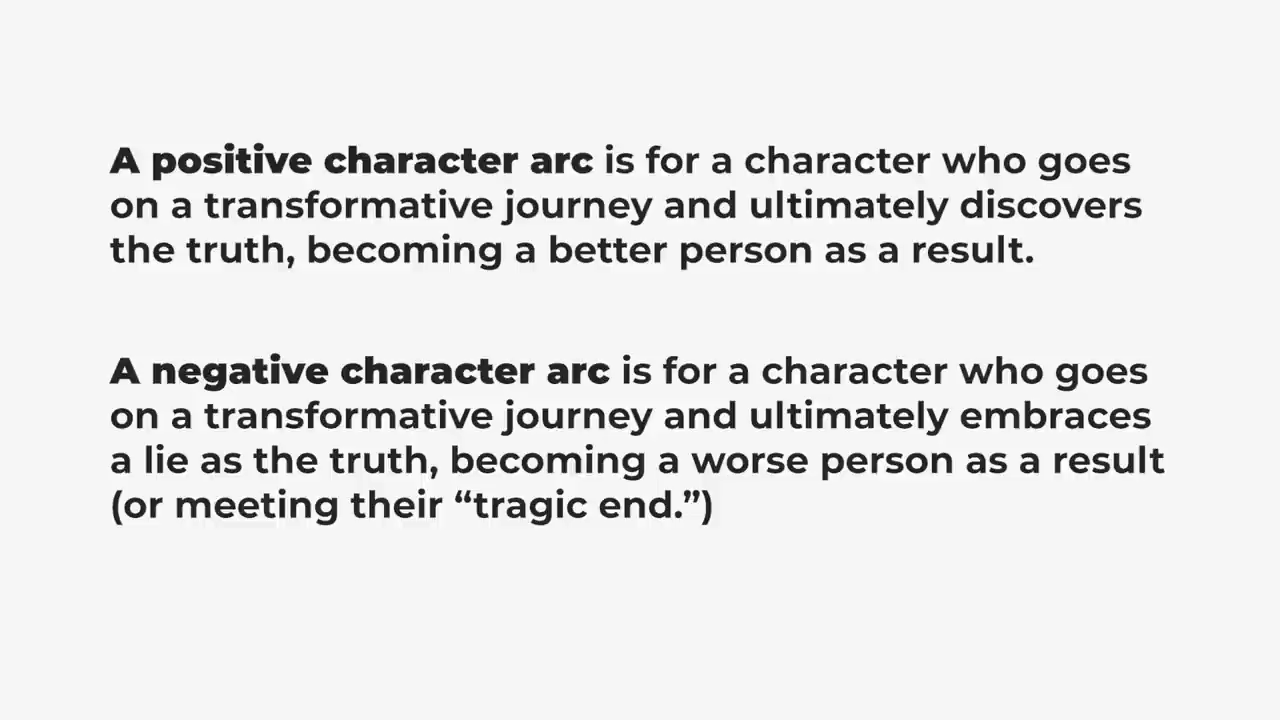 A positive character arc is for a character who goes
on a transformative journey and ultimately discovers
the truth, becoming a better person as a result.
A negative character arc is for a character who goes
on a transformative journey and ultimately embraces
a lie as the truth, becoming a worse person as a result
(or meeting their “tragic end.”)